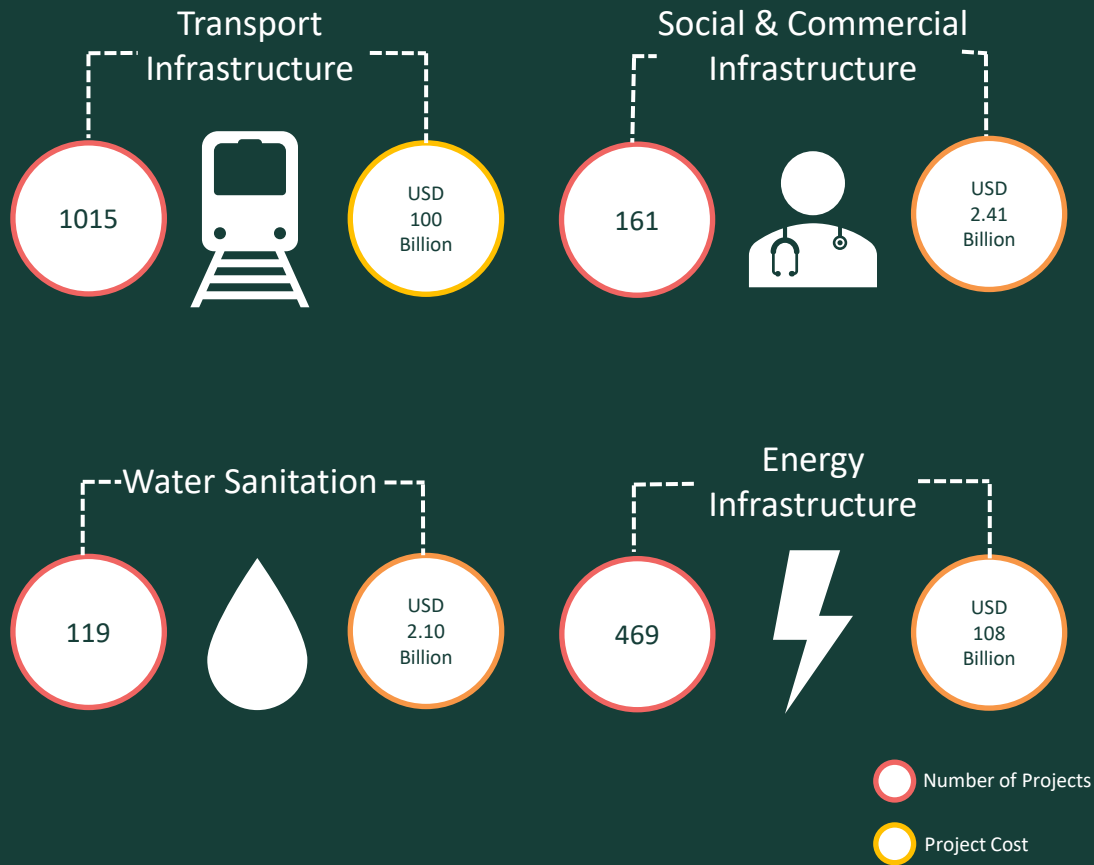 Transport
Infrastructure
1015
USD
100
Billion
Social & Commercial
Infrastructure
161
USD
2.41
Billion
Water Sanitation
119
USD
2.10
Billion
Energy
Infrastructure
469
USD
108
Billion
Number of Projects
Project Cost